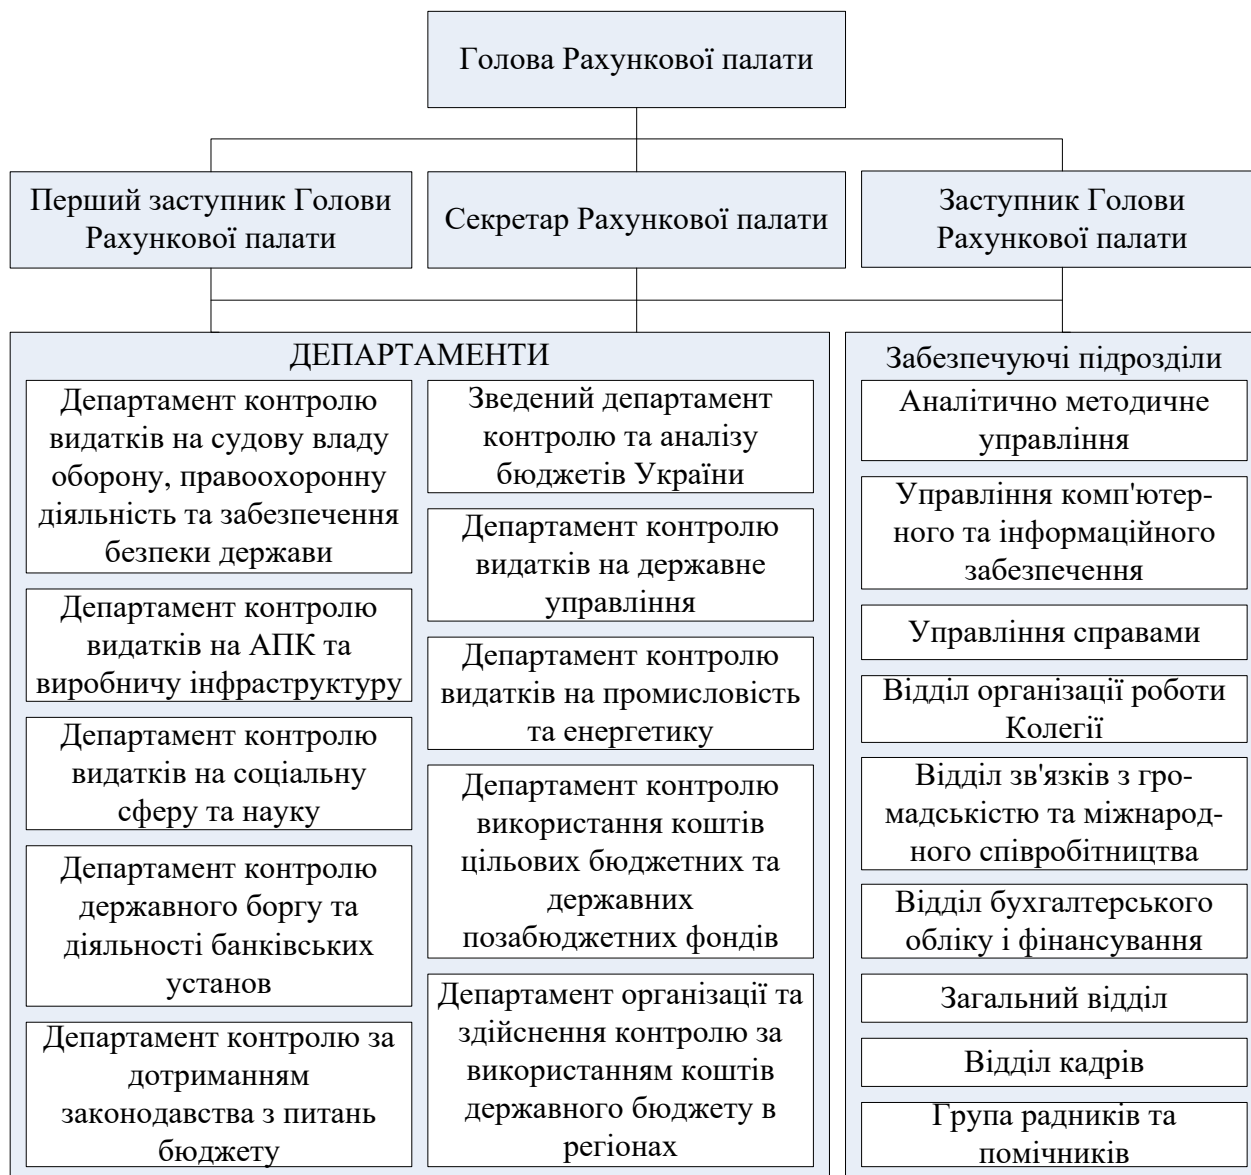 Голова Рахункової палати
Перший заступник Голови
Рахункової палати
Секретар Рахункової палати
Заступник Голови
Рахункової палати
ДЕПАРТАМЕНТИ
Департамент контролю
видатків на судову владу
оборону, правоохоронну
діяльність та забезпечення
безпеки держави
Департамент контролю
видатків на АПК та
виробничу інфраструктуру
Департамент контролю
видатків на соціальну
сферу та науку
Департамент контролю
державного боргу та
діяльності банківських
установ
Департамент контролю за
дотриманням
законодавства з питань
бюджету
Зведений департамент
контролю та аналізу
бюджетів України
Департамент контролю
видатків на державне
управління
Департамент контролю
видатків на промисловість
та енергетику
Департамент контролю
використання коштів
цільових бюджетних та
державних
позабюджетних фондів
Департамент організації та
здійснення контролю за
використанням коштів
державного бюджету в
регіонах
Забезпечуючі підрозділи
Аналітично методичне
управління
Управління комп'ютер-
ного та інформаційного
забезпечення
Управління справами
Відділ організації роботи
Колегії
Відділ зв'язків з гро-
мадськістю та міжнарод-
ного співробітництва
Відділ бухгалтерського
обліку і фінансування
Загальний відділ
Відділ кадрів
Група радників та
помічників